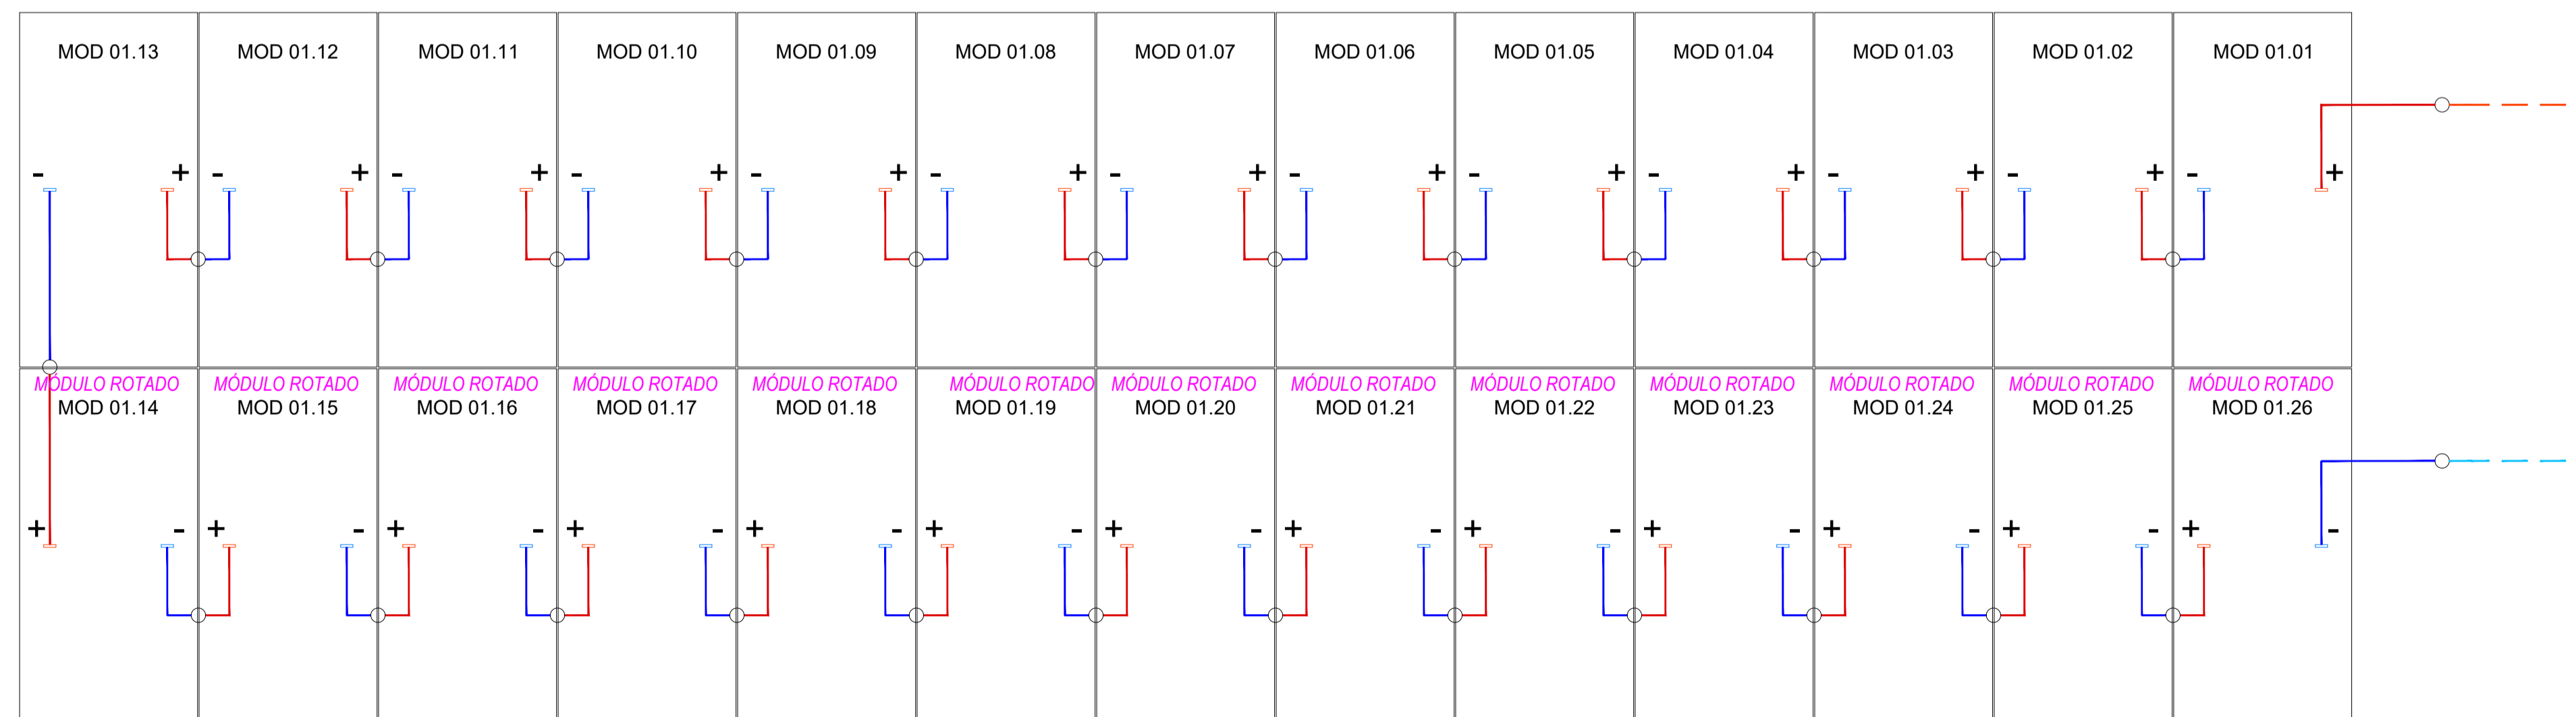 MOD 01.13 MOD 01.12 MOD 01.11 MOD 01.10 MOD 01.09 MOD 01.08 MOD 01.07 MOD 01.06 MOD 01.05 MOD 01.04 MOD 01.03 MOD 01.02 MOD 01.01
- + - + - + - + - + - + - + - + - + - + - + - + - +
MÓDULO ROTADO MÓDULO ROTADO MÓDULO ROTADO MÓDULO ROTADO MÓDULO ROTADO MÓDULO ROTADO MÓDULO ROTADO MÓDULO ROTADO MÓDULO ROTADO MÓDULO ROTADO MÓDULO ROTADO MÓDULO ROTADO MÓDULO ROTADO
MOD 01.14 MOD 01.15 MOD 01.16 MOD 01.17 MOD 01.18 MOD 01.19 MOD 01.20 MOD 01.21 MOD 01.22 MOD 01.23 MOD 01.24 MOD 01.25 MOD 01.26
+ - + - + - + - + - + - + - + - + - + - + - + - + -